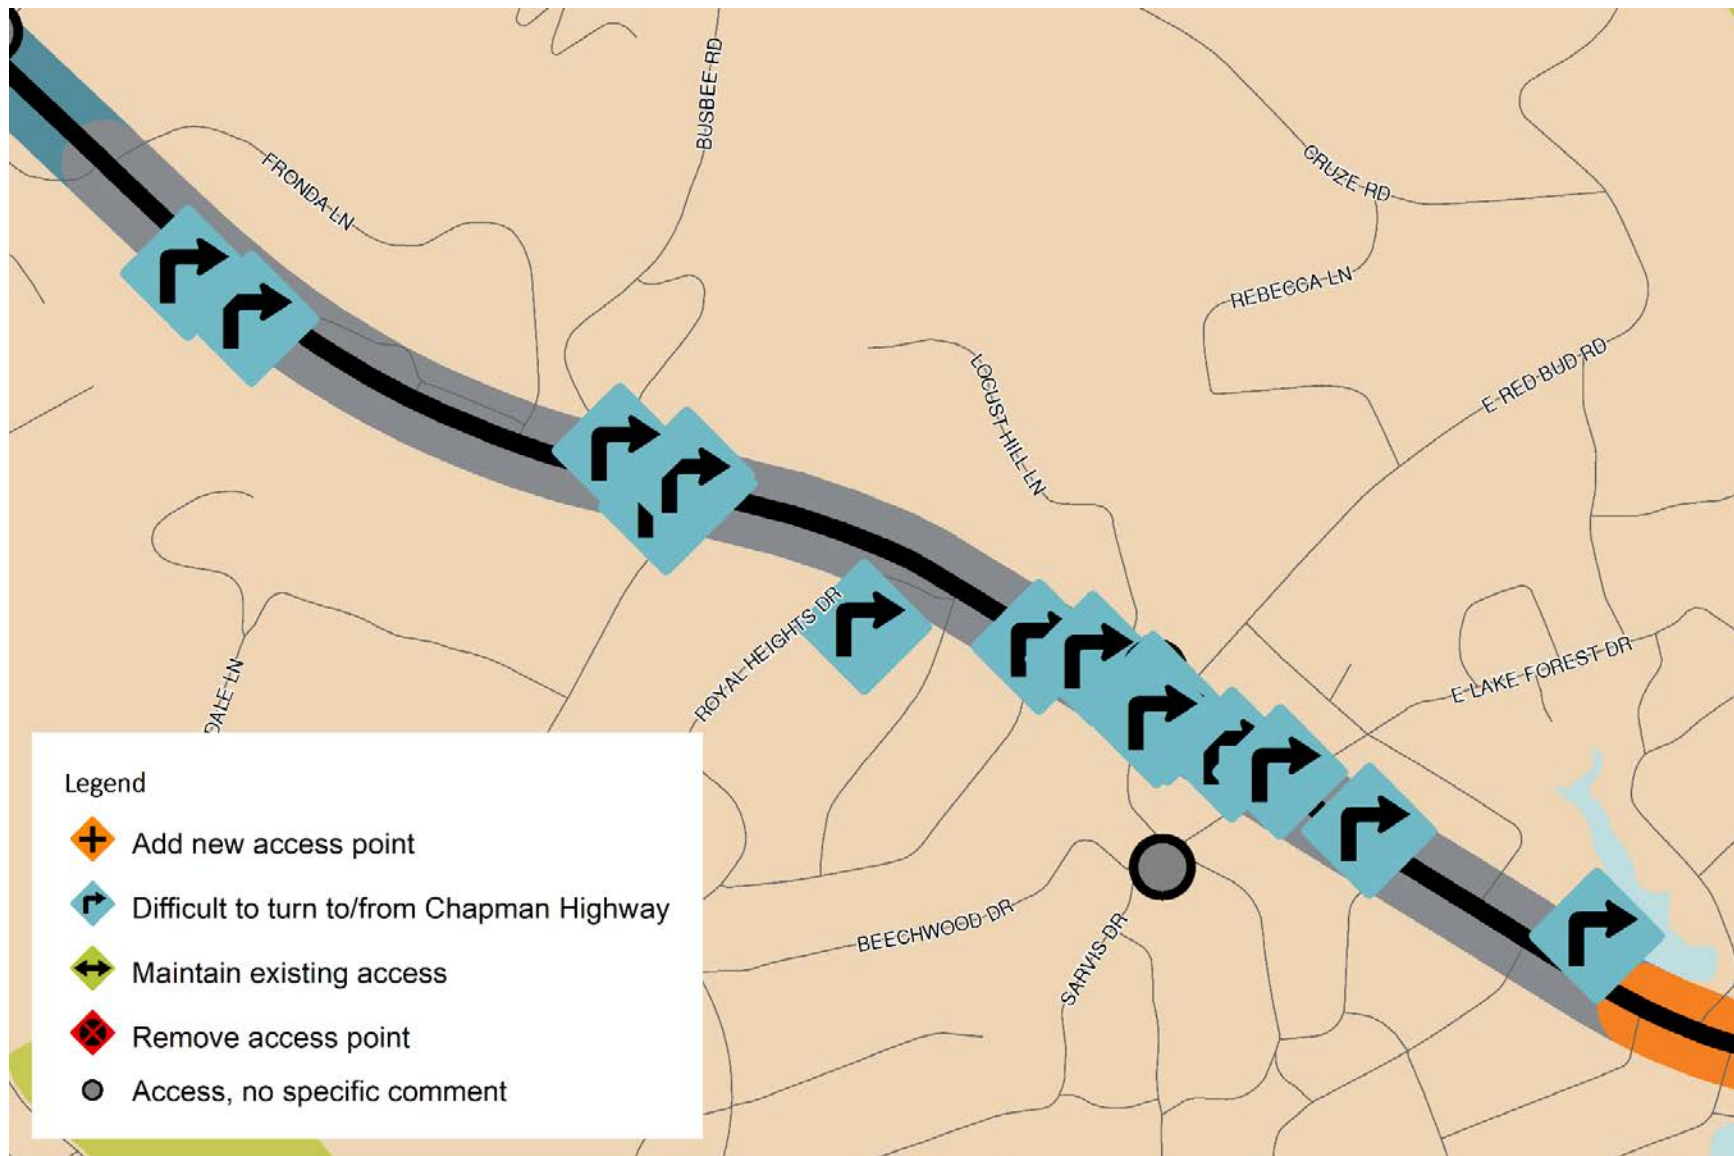 BUSBEE RD
FRONDA LN
CRUZE RD
REBECCA LN
E RED BUD RD
LOCUST HILL LN
ROYAL HEIGHTS DR
E LAKE FOREST DR
DALE LN
BEECHWOOD DR
SARVIS DR
Legend
Add new access point
Difficult to turn to/from Chapman Highway
Maintain existing access
Remove access point
Access, no specific comment